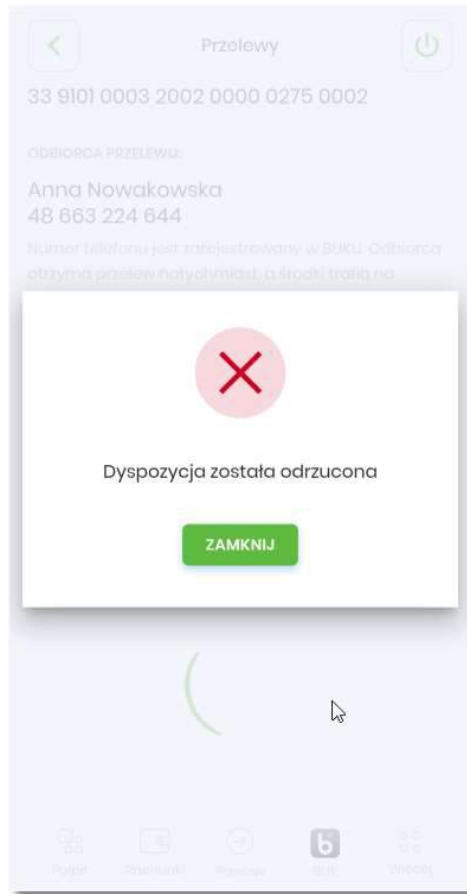 Przelewy
33 9101 0003 2002 0000 0275 0002
ODBIORCA PRZELEWU:
Anna Nowakowska
48 663 224 644
Numer telefonu jest zarejestrowany w BLIKU. Odbiorca
otrzyma przelew natychmiast, a środki trafią na
Dyspozycja została odrzucona
ZAMKNIJ
Pulpit Rachunki Przelewy BLIK Więcej